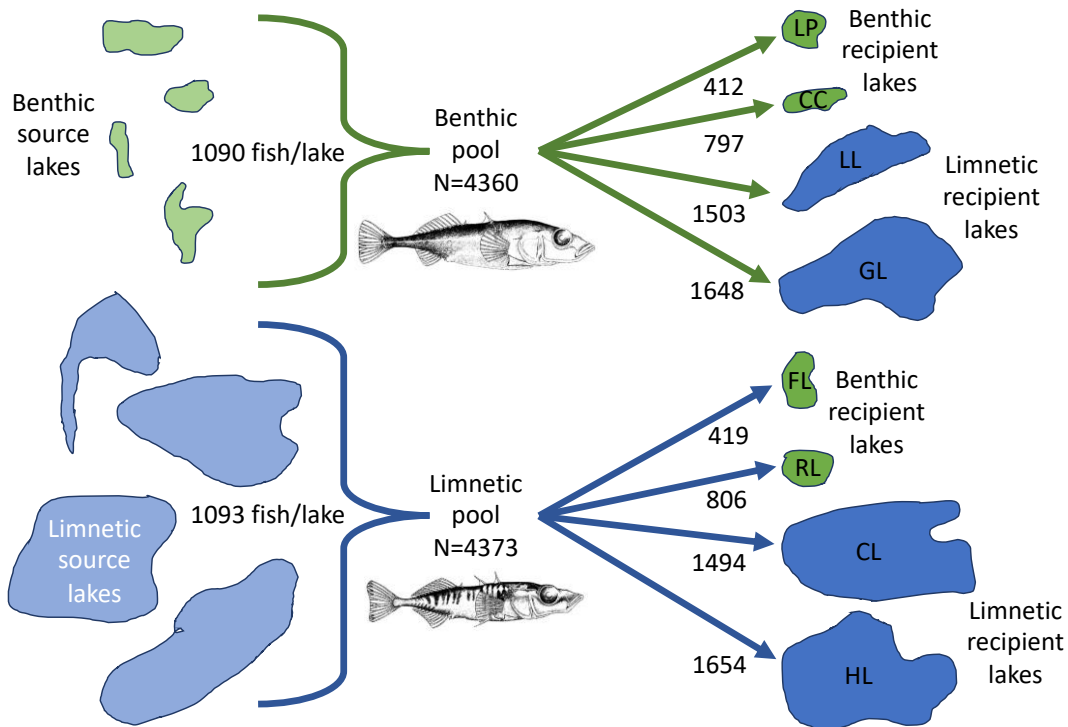 Benthic
source
lakes
1090 fish/lake
Benthic
pool
N=4360
412
797
1503
1648
LP
CC
LL
GL
Benthic
recipient
lakes
Limnetic
recipient
lakes
Limnetic
source
lakes
1093 fish/lake
Limnetic
pool
N=4373
419
806
1494
1654
FL
RL
CL
HL
Benthic
recipient
lakes
Limnetic
recipient
lakes